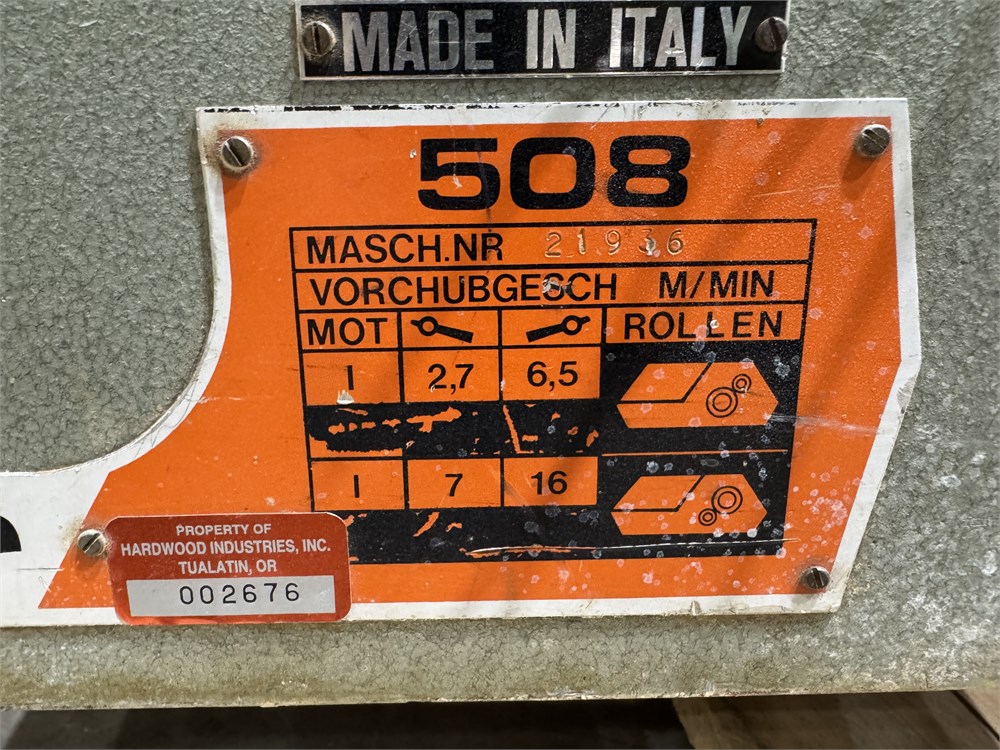 MADE IN ITALY
508
MASCH.NR 21936
VORCHUBGESCH M/MIN
MOT ROLLEN
I 2,7 6,5
I 7 16
PROPERTY OF
HARDWOOD INDUSTRIES, INC.
TUALATIN, OR
002676